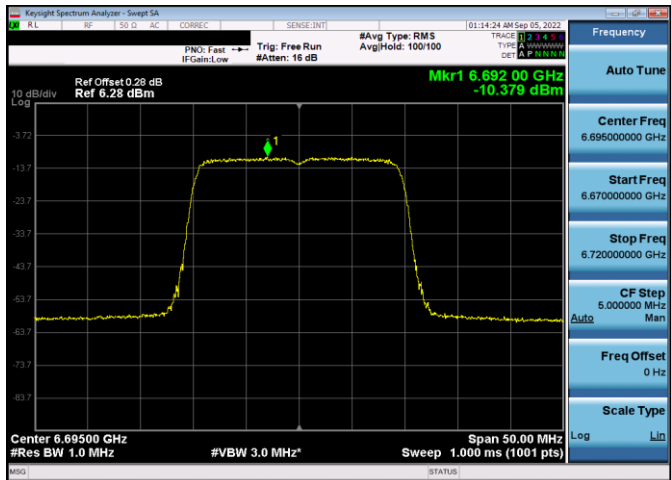 Keysight Spectrum Analyzer - Swept SA
RL RF 50 Ω AC CORREC SENSE:INT 01:14:24 AM Sep 05, 2022
#Avg Type: RMS
Avg|Hold: 100/100
TRACE 1 2 3 4 5 6
TYPE A WWWWW
DET A P N N N N
PNO: Fast
IFGain:Low
Trig: Free Run
#Atten: 16 dB
Mkr1 6.692 00 GHz
-10.379 dBm
Ref Offset 0.28 dB
Ref 6.28 dBm
10 dB/div
Log
1
-3.72
-13.7
-23.7
-33.7
-43.7
-53.7
-63.7
-73.7
-83.7
Center 6.69500 GHz
#Res BW 1.0 MHz
#VBW 3.0 MHz*
Span 50.00 MHz
Sweep 1.000 ms (1001 pts)
MSG
STATUS
Frequency
Auto Tune
Center Freq
6.695000000 GHz
Start Freq
6.670000000 GHz
Stop Freq
6.720000000 GHz
CF Step
5.000000 MHz
Auto Man
Freq Offset
0 Hz
Scale Type
Log Lin